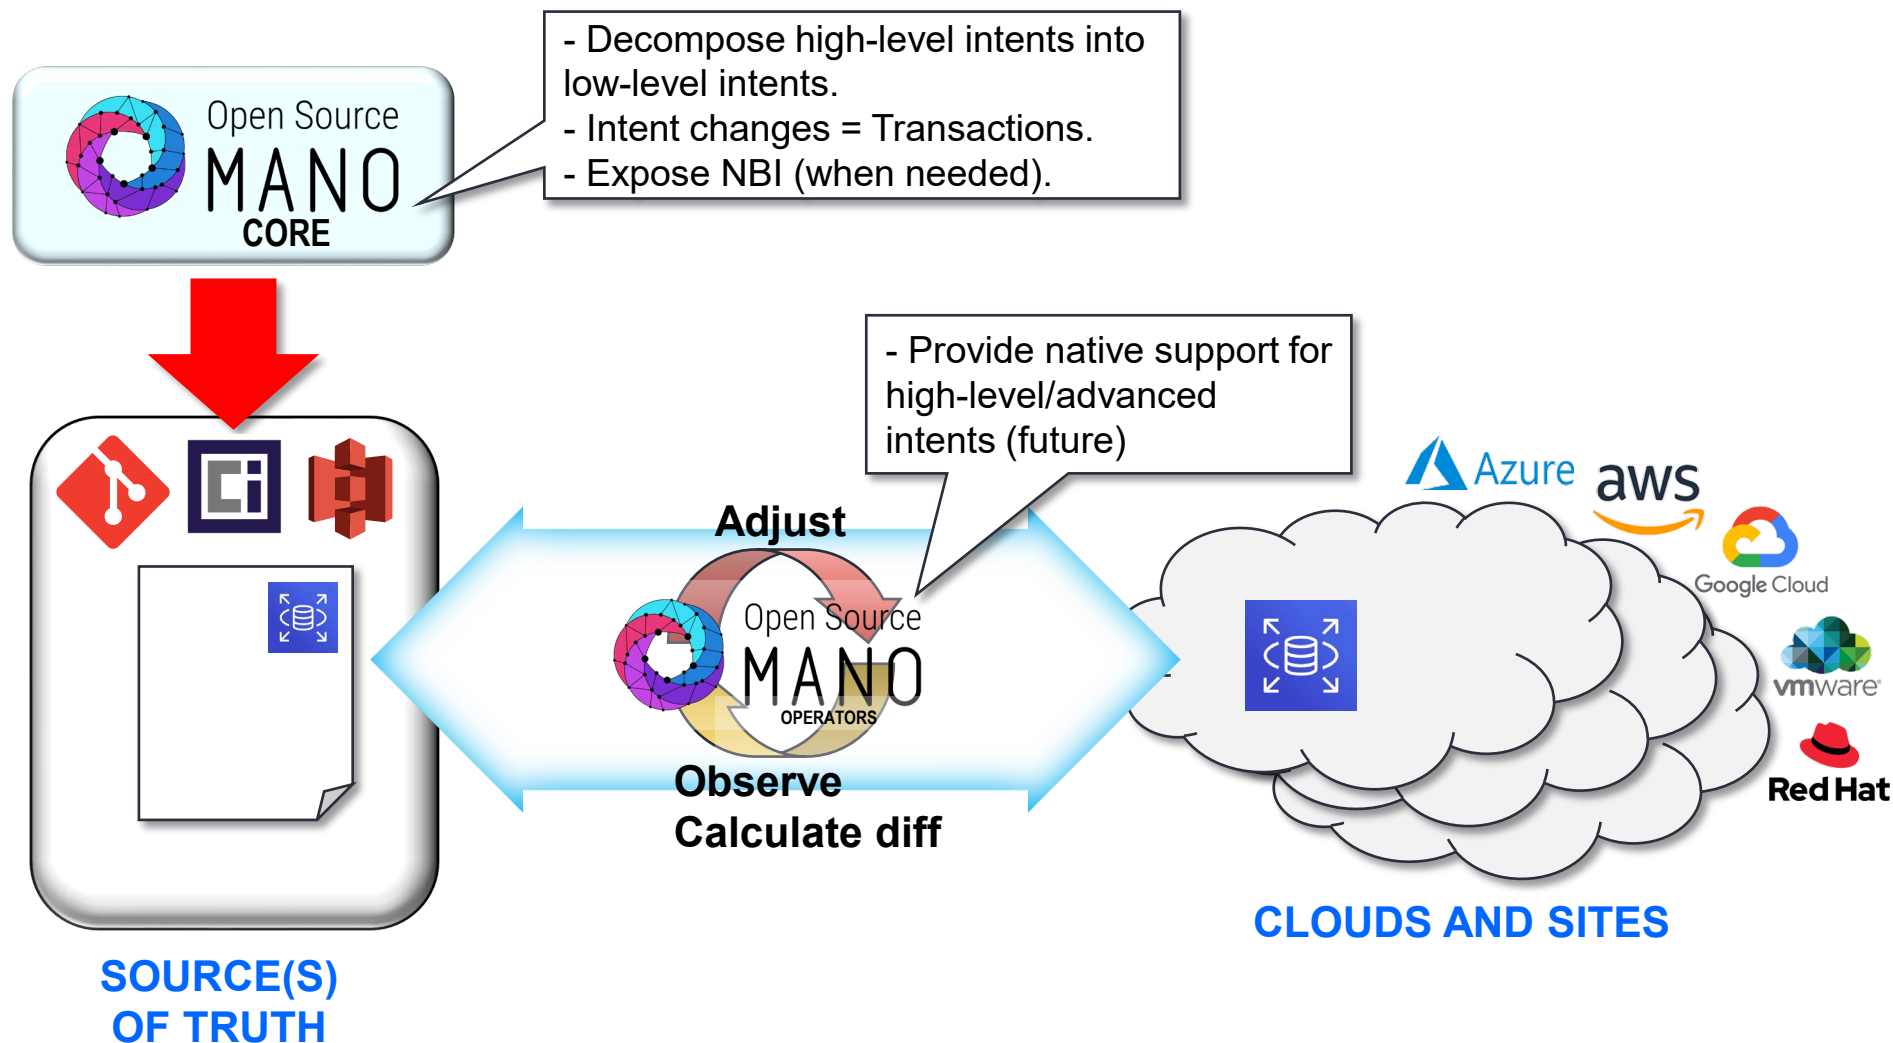 - Decompose high-level intents into
low-level intents.
- Intent changes = Transactions.
- Expose NBI (when needed).
Open Source
MANO
CORE
- Provide native support for
high-level/advanced
intents (future)
Ci
Azure
aws
Google Cloud
vmware®
Red Hat
Adjust
Open Source
MANO
OPERATORS
Observe
Calculate diff
CLOUDS AND SITES
SOURCE(S)
OF TRUTH